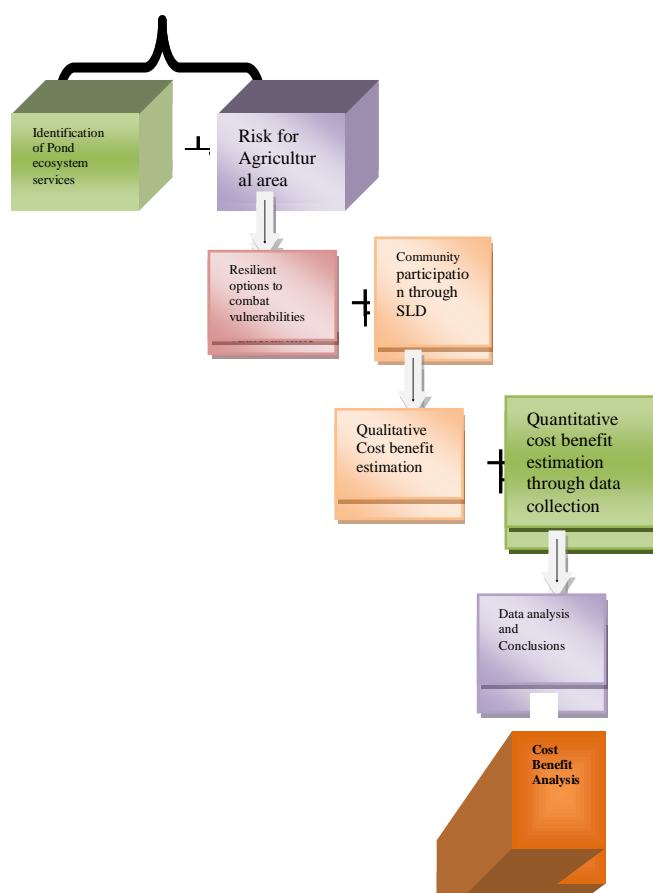 Identification
of Pond
ecosystem
services
Risk for
Agricultur
al area
Resilient
options to
combat
vulnerabilities
Community
participatio
n through
SLD
Qualitative
Cost benefit
estimation
Quantitative
cost benefit
estimation
through data
collection
Data analysis
and
Conclusions
Cost
Benefit
Analysis